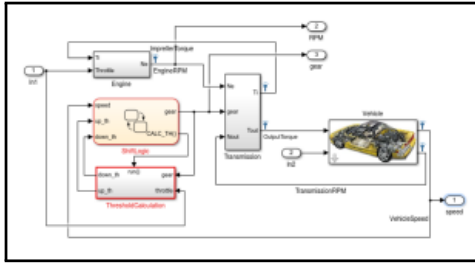 2
RPM
ImpellerTorque
3
gear
1
In1
Ti
Throttle
Ne
EngineRPM
Engine
speed
up_th
down_th
gear
CALC_TH()
ShiftLogic
Ne
gear
Nout
Ti
Tout
OutputTorque
Transmission
Vehicle
2
In2
TransmissionRPM
run()
down_th
up_th
gear
throttle
ThresholdCalculation
1
speed
VehicleSpeed